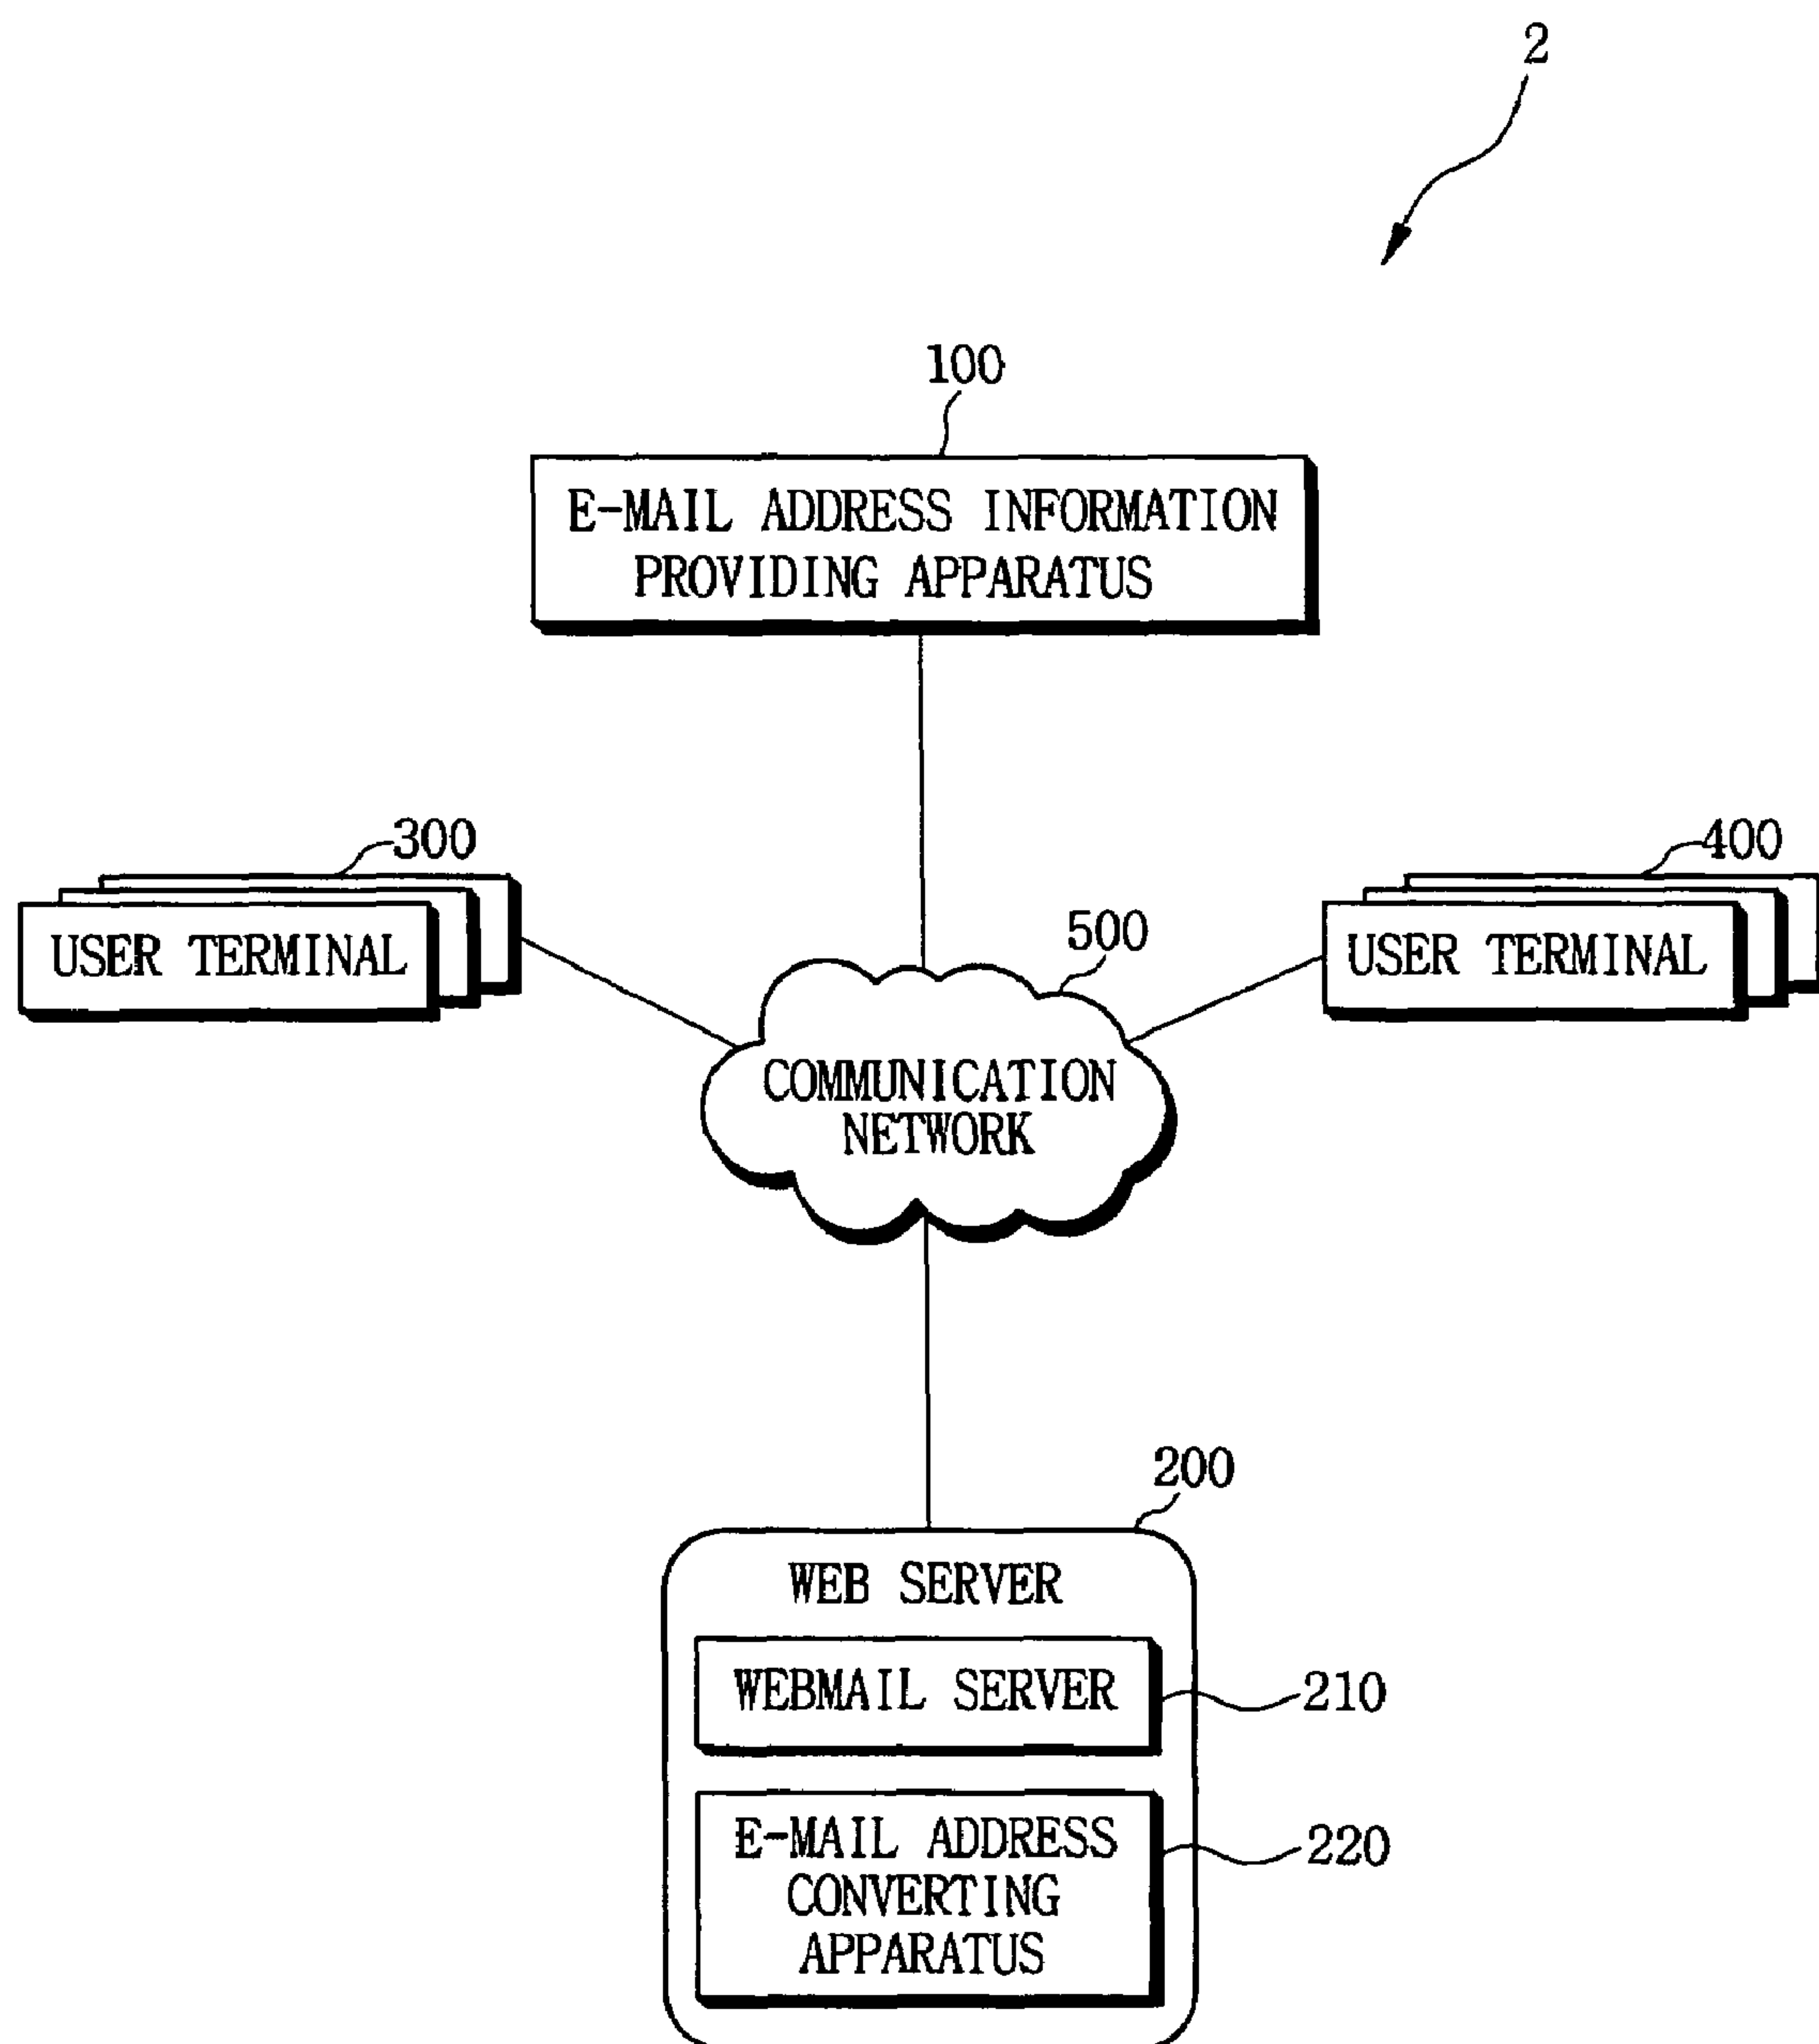 2
100
E-MAIL ADDRESS INFORMATION
PROVIDING APPARATUS
300
400
USER TERMINAL
USER TERMINAL
500
COMMUNICATION
NETWORK
200
WEB SERVER
WEBMAIL SERVER
210
E-MAIL ADDRESS
CONVERTING
APPARATUS
220